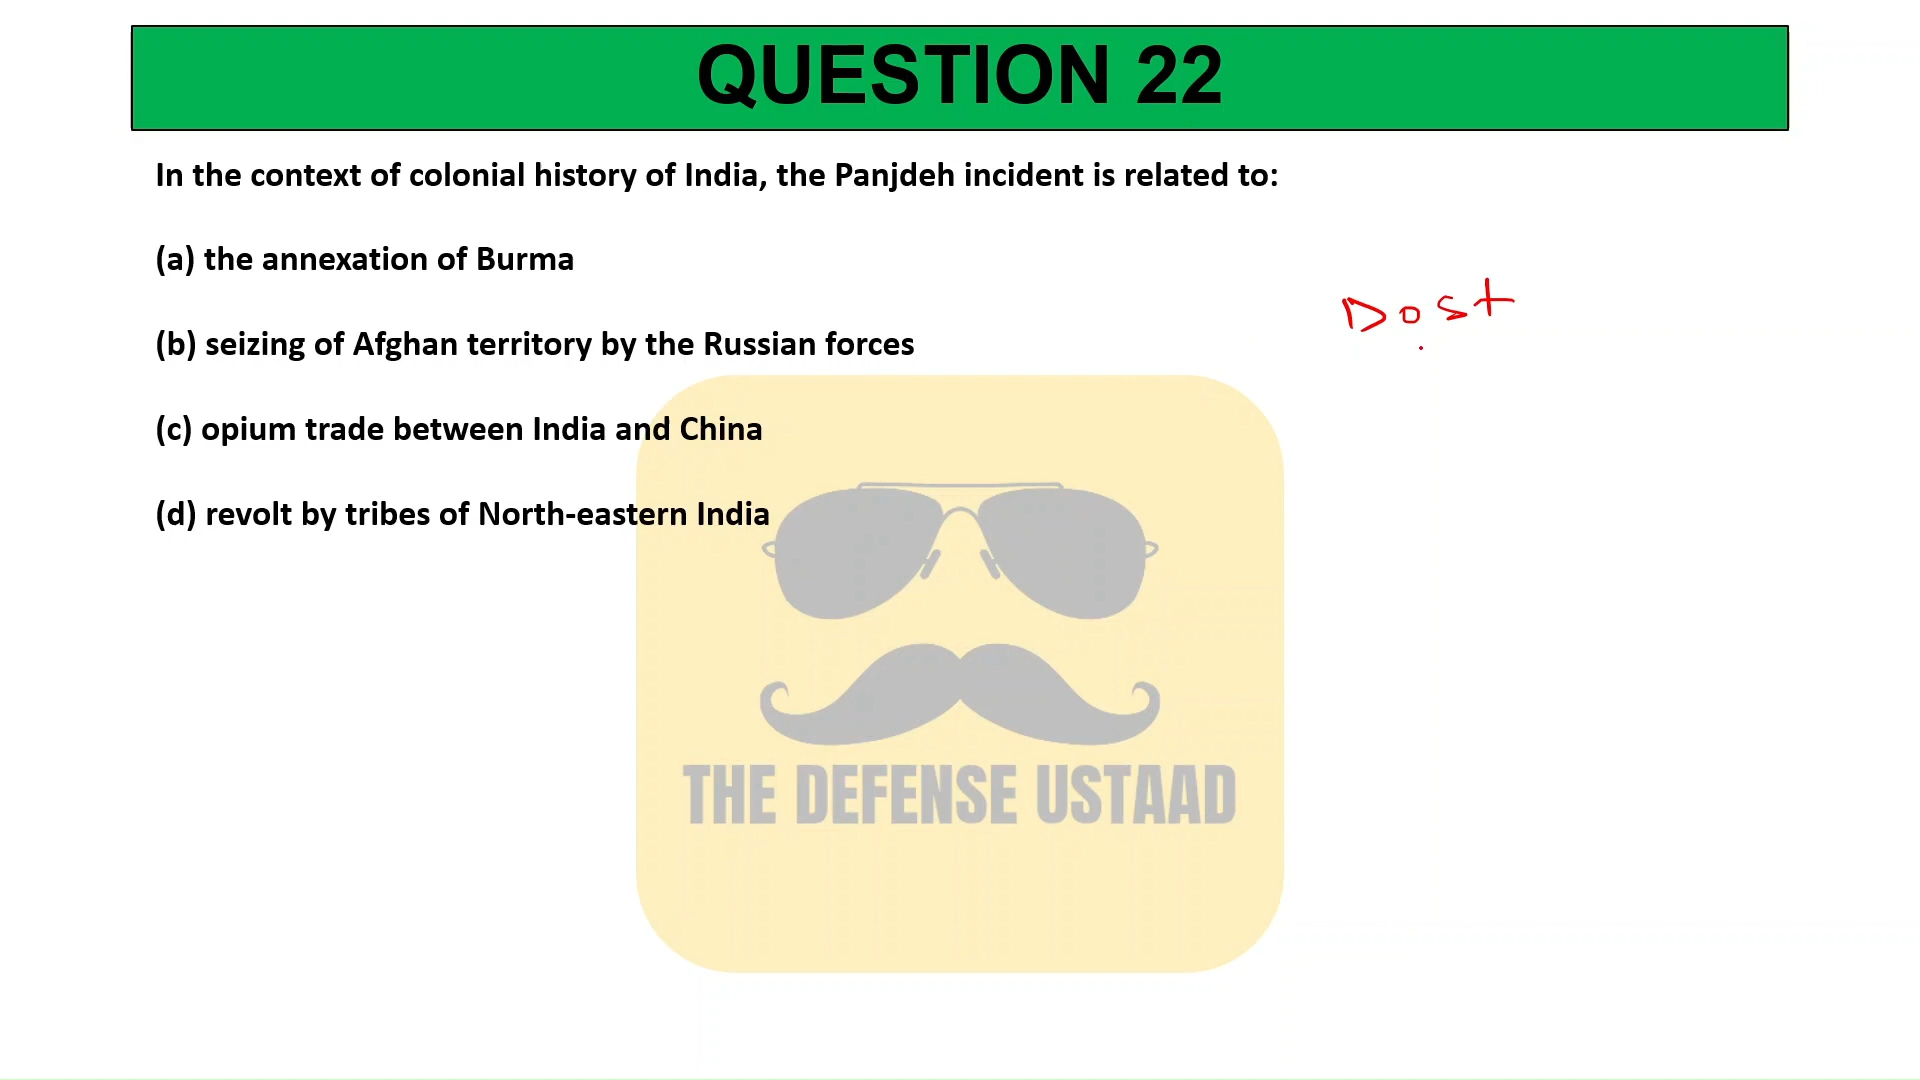 QUESTION 22
In the context of colonial history of India, the Panjdeh incident is related to:
(a) the annexation of Burma
Dost
(b) seizing of Afghan territory by the Russian forces
(c) opium trade between India and China
(d) revolt by tribes of North-eastern India
THE DEFENSE USTAAD